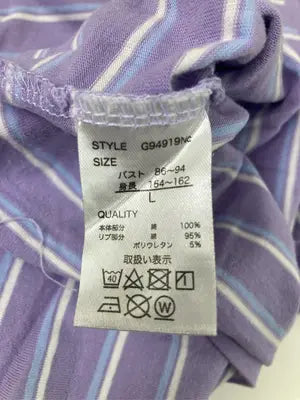 STYLE G94919NC
SIZE
バスト 86~94
身長 154~162
L
QUALITY
本体部分 綿 100%
リブ部分 綿 95%
ポリウレタン 5%
取扱い表示
40
W